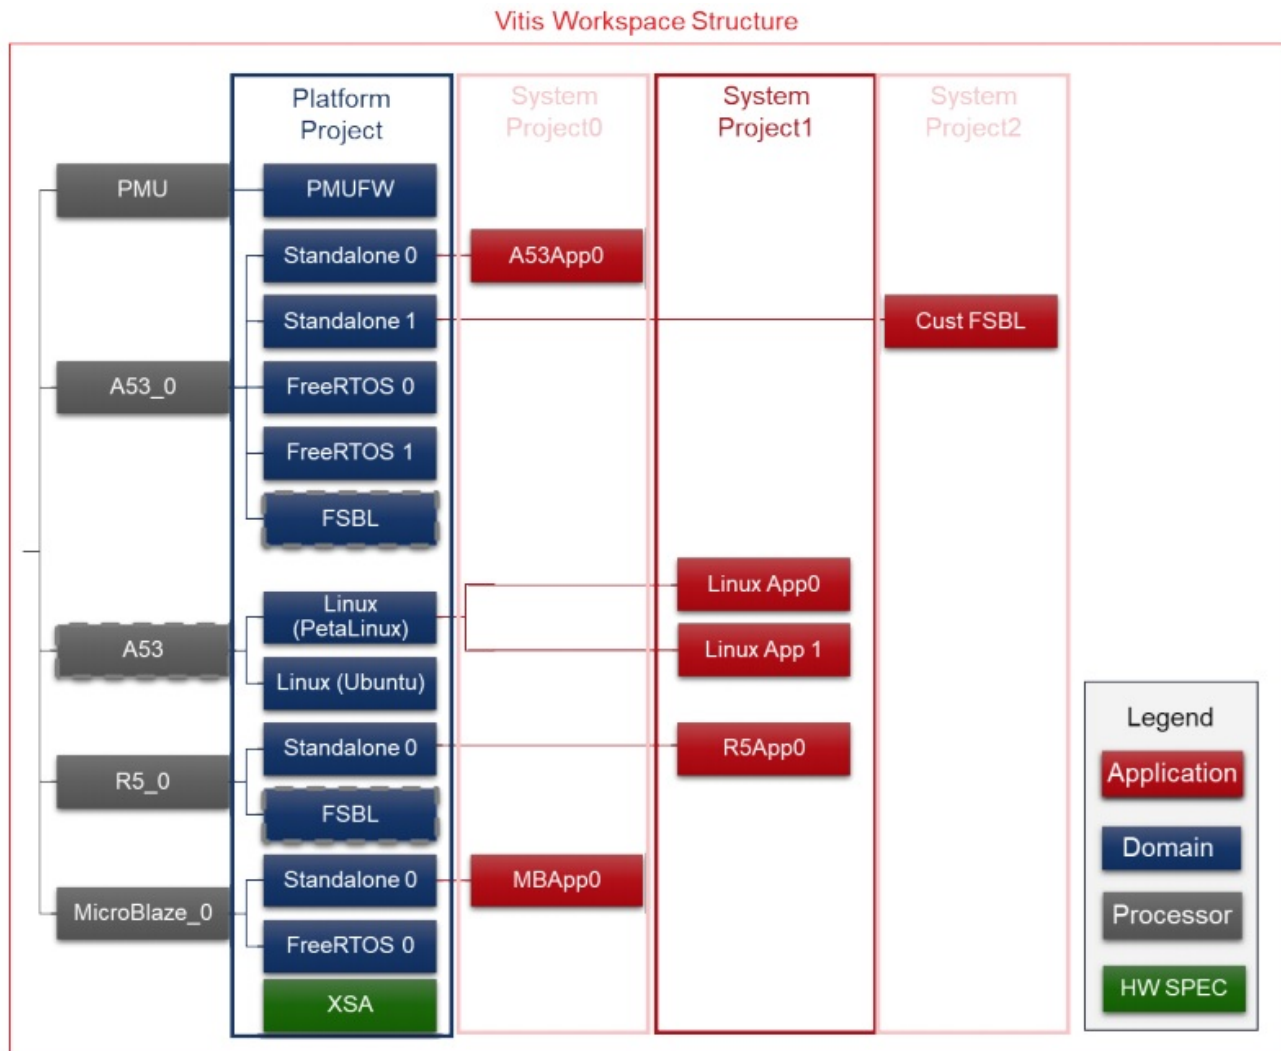 Vitis Workspace Structure
Platform
Project
System
Project0
System
Project1
System
Project2
PMU
PMUFW
Standalone 0
A53App0
Standalone 1
Cust FSBL
A53_0
FreeRTOS 0
FreeRTOS 1
FSBL
Linux App0
Linux
(PetaLinux)
A53
Linux App 1
Linux (Ubuntu)
Standalone 0
R5App0
R5_0
FSBL
Standalone 0
MBApp0
MicroBlaze_0
FreeRTOS 0
XSA
Legend
Application
Domain
Processor
HW SPEC